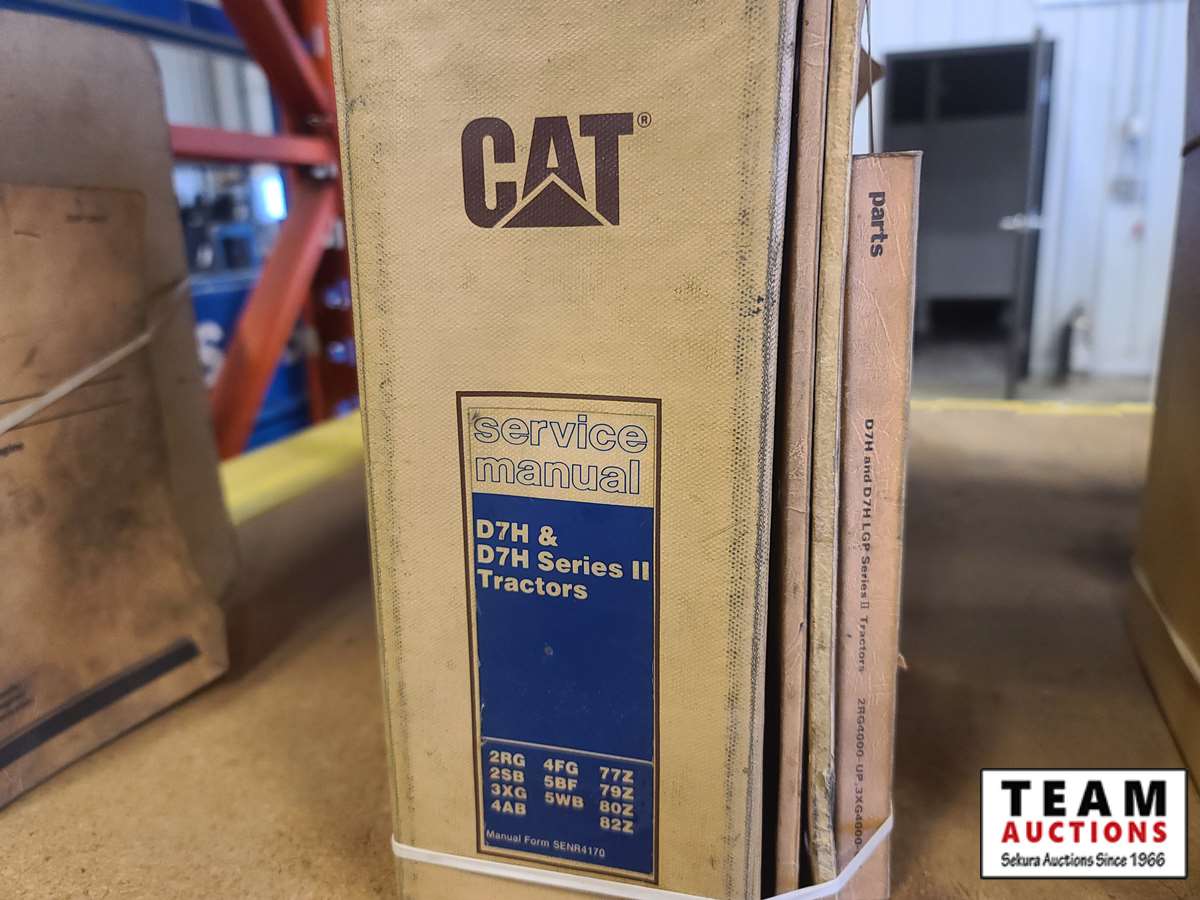 CAT®
service
manual
D7H &
D7H Series II
Tractors
2RG 4FG 77Z
2SB 5BF 79Z
3XG 5WB 80Z
4AB 82Z
Manual Form SENR4170
parts
D7H and D7H LGP Series II Tractors 2RG4000-UP,3XG4000-
TEAM
AUCTIONS
Sekura Auctions Since 1966